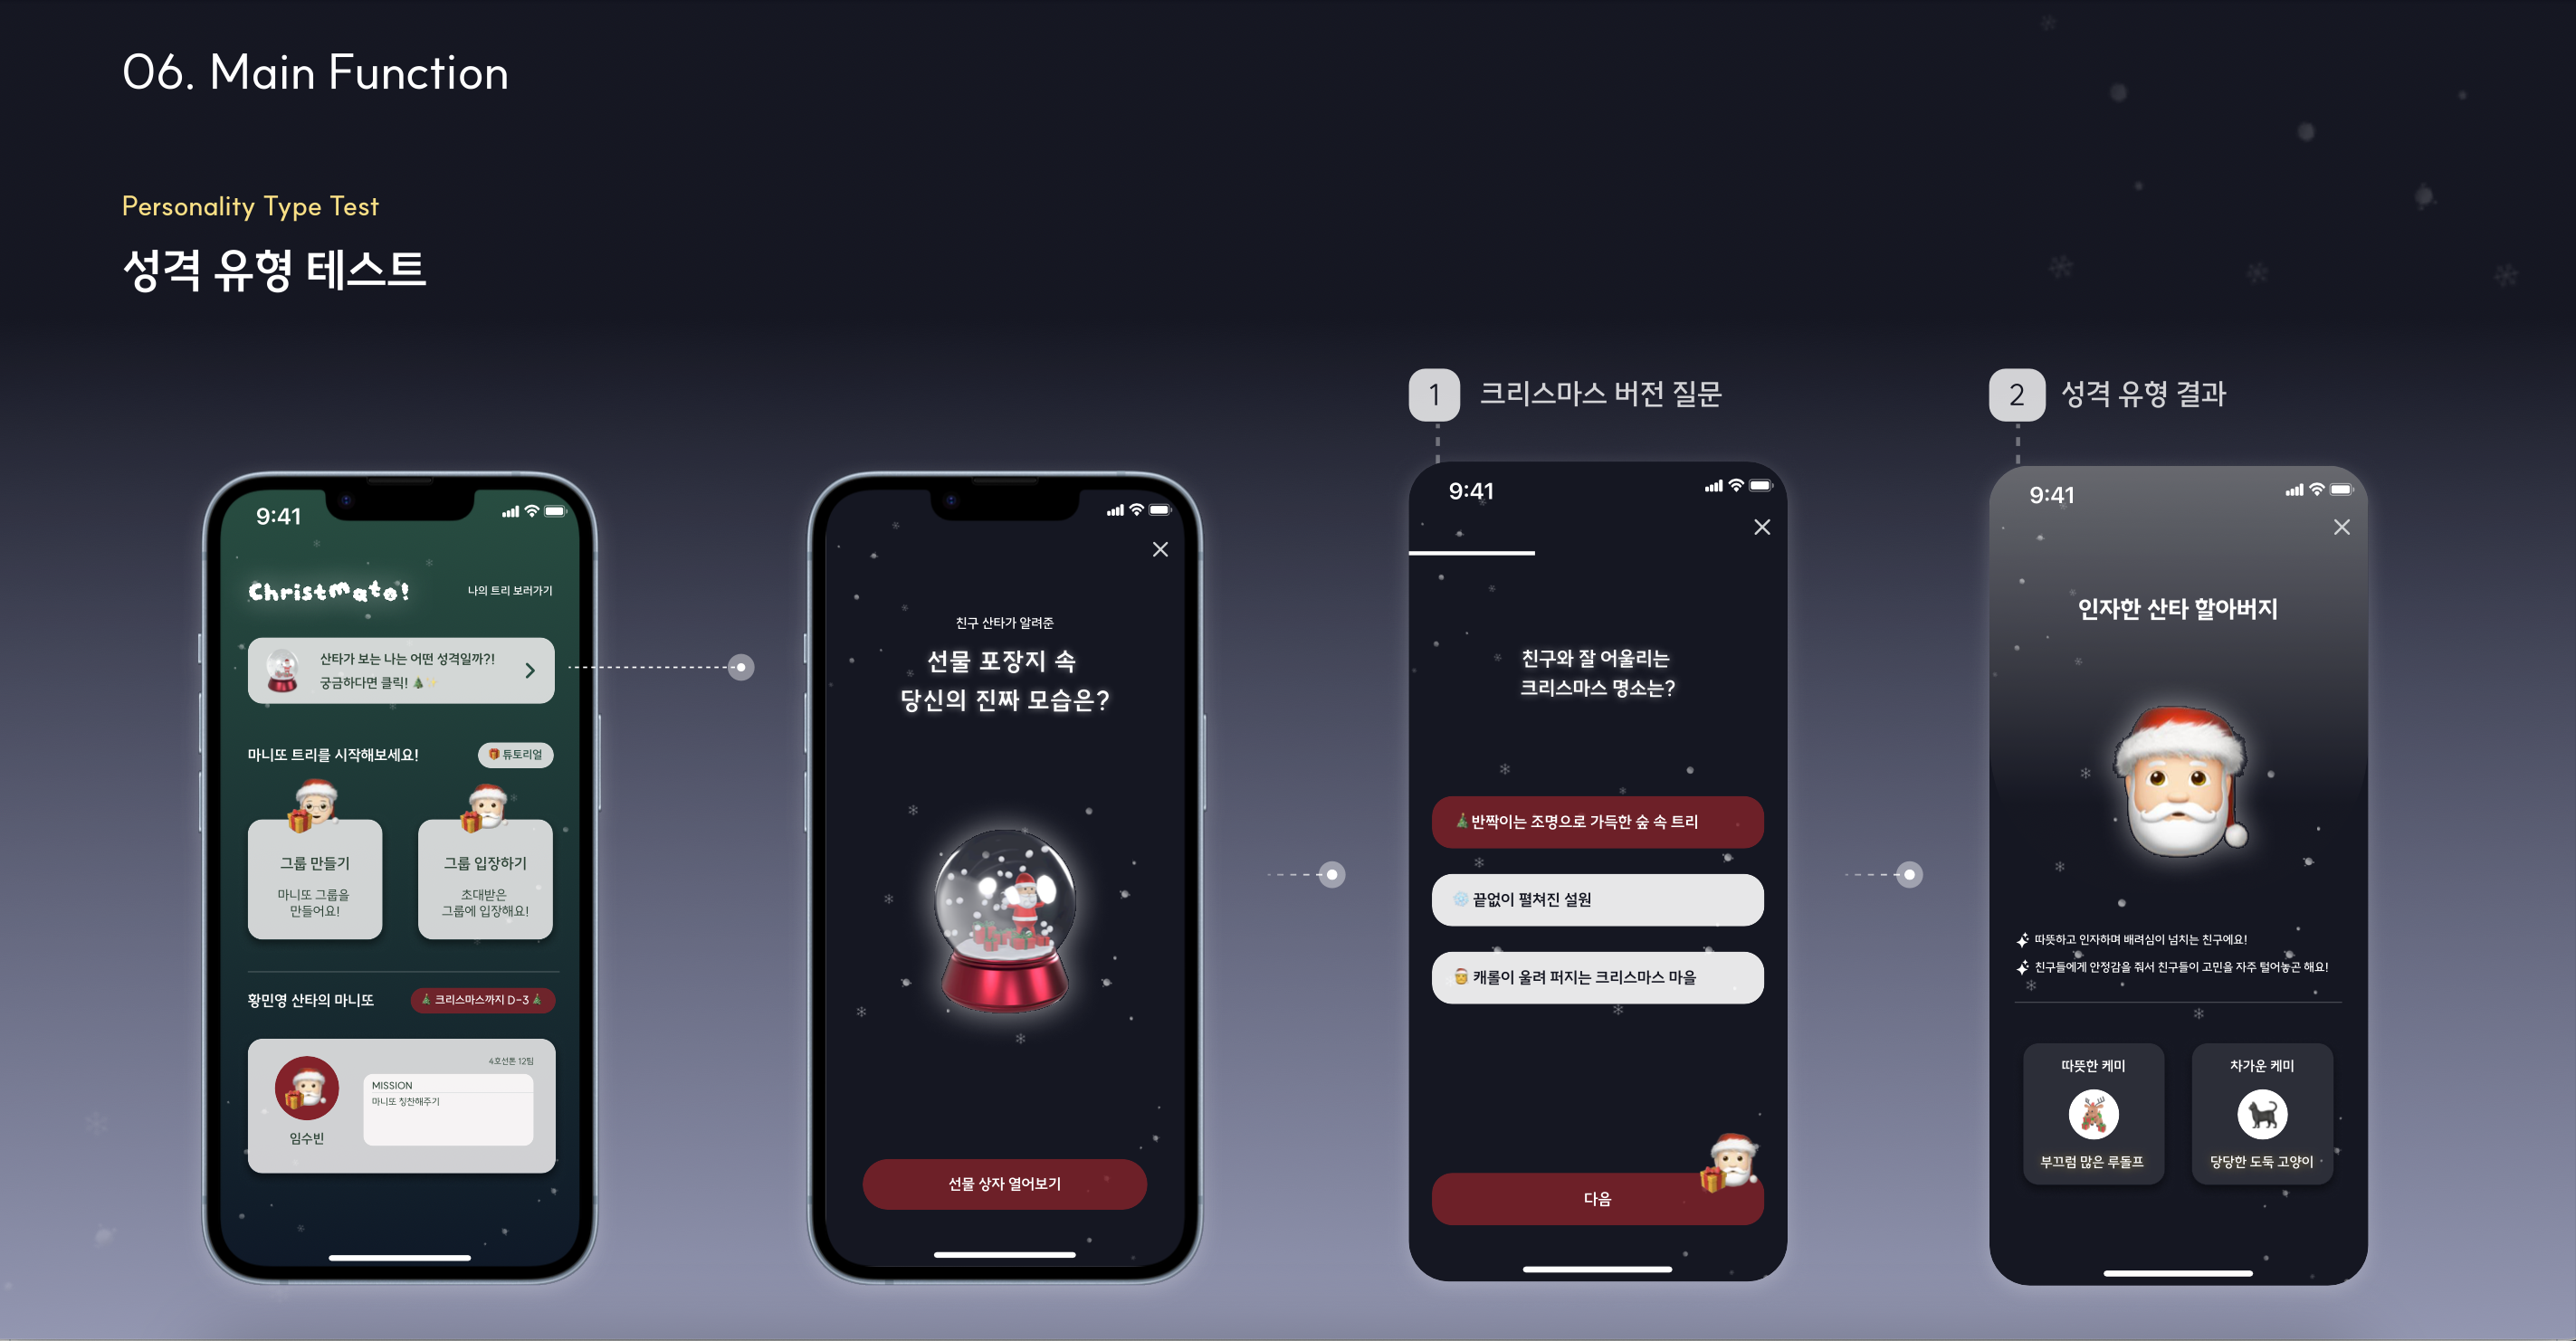 06. Main Function
Personality Type Test
성격 유형 테스트
9:41
Christmato!
나의 트리 보러가기
산타가 보는 나는 어떤 성격일까?!
궁금하다면 클릭! 🎄✨
마니또 트리를 시작해보세요!
🎁 튜토리얼
그룹 만들기
마니또 그룹을
만들어요!
그룹 입장하기
초대받은
그룹에 입장해요!
황민영 산타의 마니또
🎄 크리스마스까지 D-3 🎄
4호선톤 12팀
MISSION
마니또 칭찬해주기
임수빈
친구 산타가 알려준
선물 포장지 속
당신의 진짜 모습은?
선물 상자 열어보기
1
크리스마스 버전 질문
9:41
친구와 잘 어울리는
크리스마스 명소는?
🎄반짝이는 조명으로 가득한 숲 속 트리
❄️ 끝없이 펼쳐진 설원
🎅 캐롤이 울려 퍼지는 크리스마스 마을
다음
2
성격 유형 결과
9:41
인자한 산타 할아버지
따뜻하고 인자하며 배려심이 넘치는 친구에요!
친구들에게 안정감을 줘서 친구들이 고민을 자주 털어놓곤 해요!
따뜻한 케미
부끄럼 많은 루돌프
차가운 케미
당당한 도둑 고양이